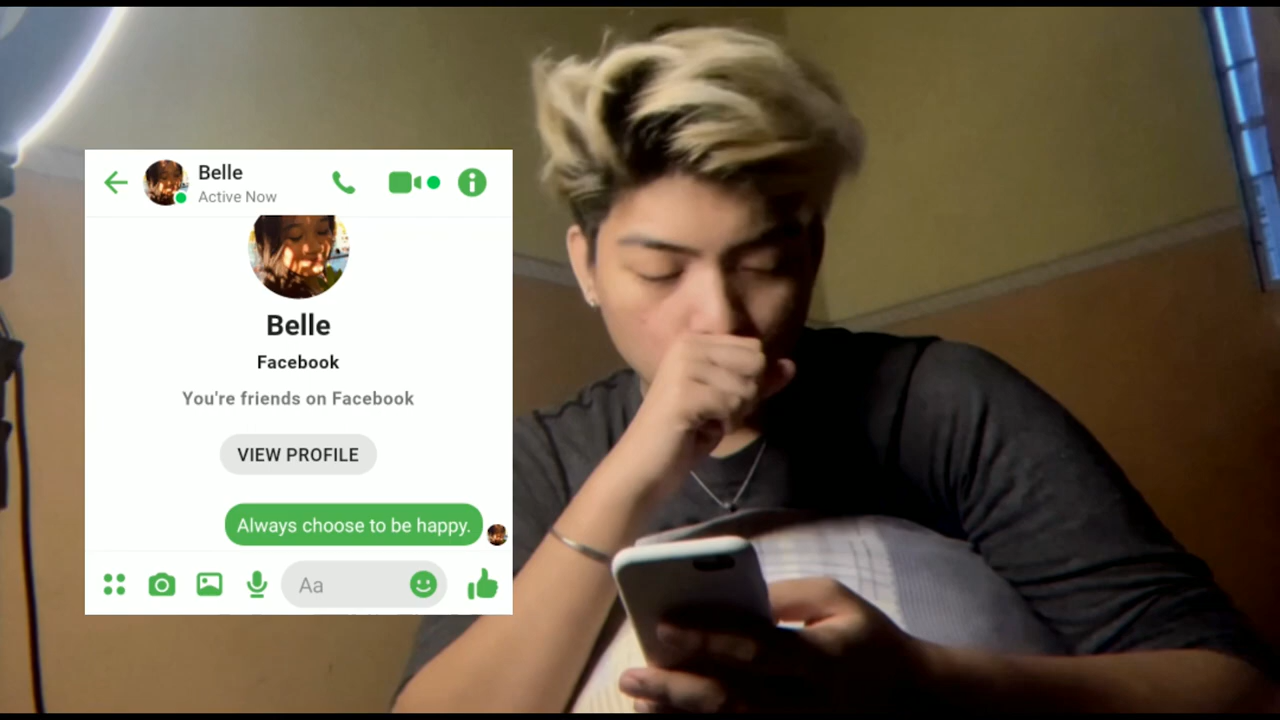 Belle
Active Now
Belle
Facebook
You're friends on Facebook
VIEW PROFILE
Always choose to be happy.
Aa